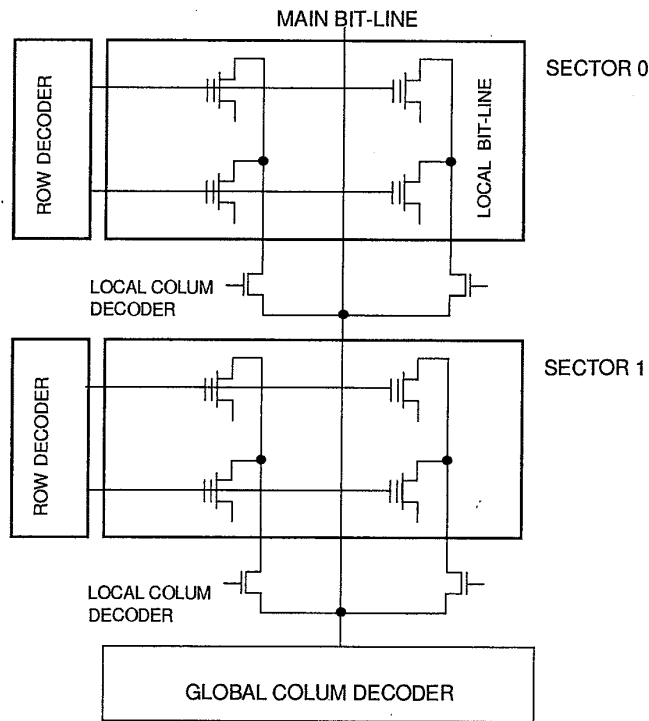 MAIN BIT-LINE
SECTOR 0
ROW DECODER
LOCAL BIT-LINE
LOCAL COLUM
DECODER
SECTOR 1
ROW DECODER
LOCAL COLUM
DECODER
GLOBAL COLUM DECODER